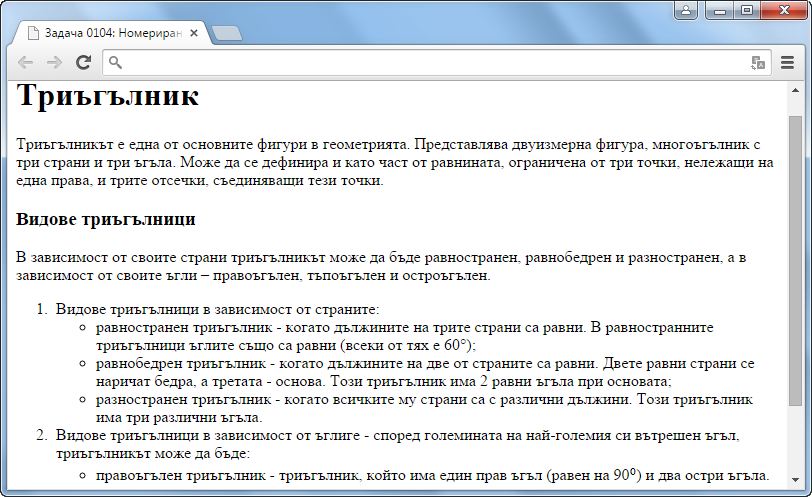 Задача 0104: Номериран
Триъгълник
Триъгълникът е една от основните фигури в геометрията. Представлява двуизмерна фигура, многоъгълник с
три страни и три ъгъла. Може да се дефинира и като част от равнината, ограничена от три точки, нележащи на
една права, и трите отсечки, съединяващи тези точки.
Видове триъгълници
В зависимост от своите страни триъгълникът може да бъде равностранен, равнобедрен и разностранен, а в
зависимост от своите ъгли – правоъгълен, тъпоъгълен и остроъгълен.
1. Видове триъгълници в зависимост от страните:
◦ равностранен триъгълник - когато дължините на трите страни са равни. В равностранните
триъгълници ъглите също са равни (всеки от тях е 60°);
◦ равнобедрен триъгълник - когато дължините на две от страните са равни. Двете равни страни се
наричат бедра, а третата - основа. Този триъгълник има 2 равни ъгъла при основата;
◦ разностранен триъгълник - когато всичките му страни са с различни дължини. Този триъгълник
има три различни ъгъла.
2. Видове триъгълници в зависимост от ъглиге - според големината на най-големия си вътрешен ъгъл,
триъгълникът може да бъде:
◦ правоъгълен триъгълник - триъгълник, който има един прав ъгъл (равен на 90⁰) и два остри ъгъла.